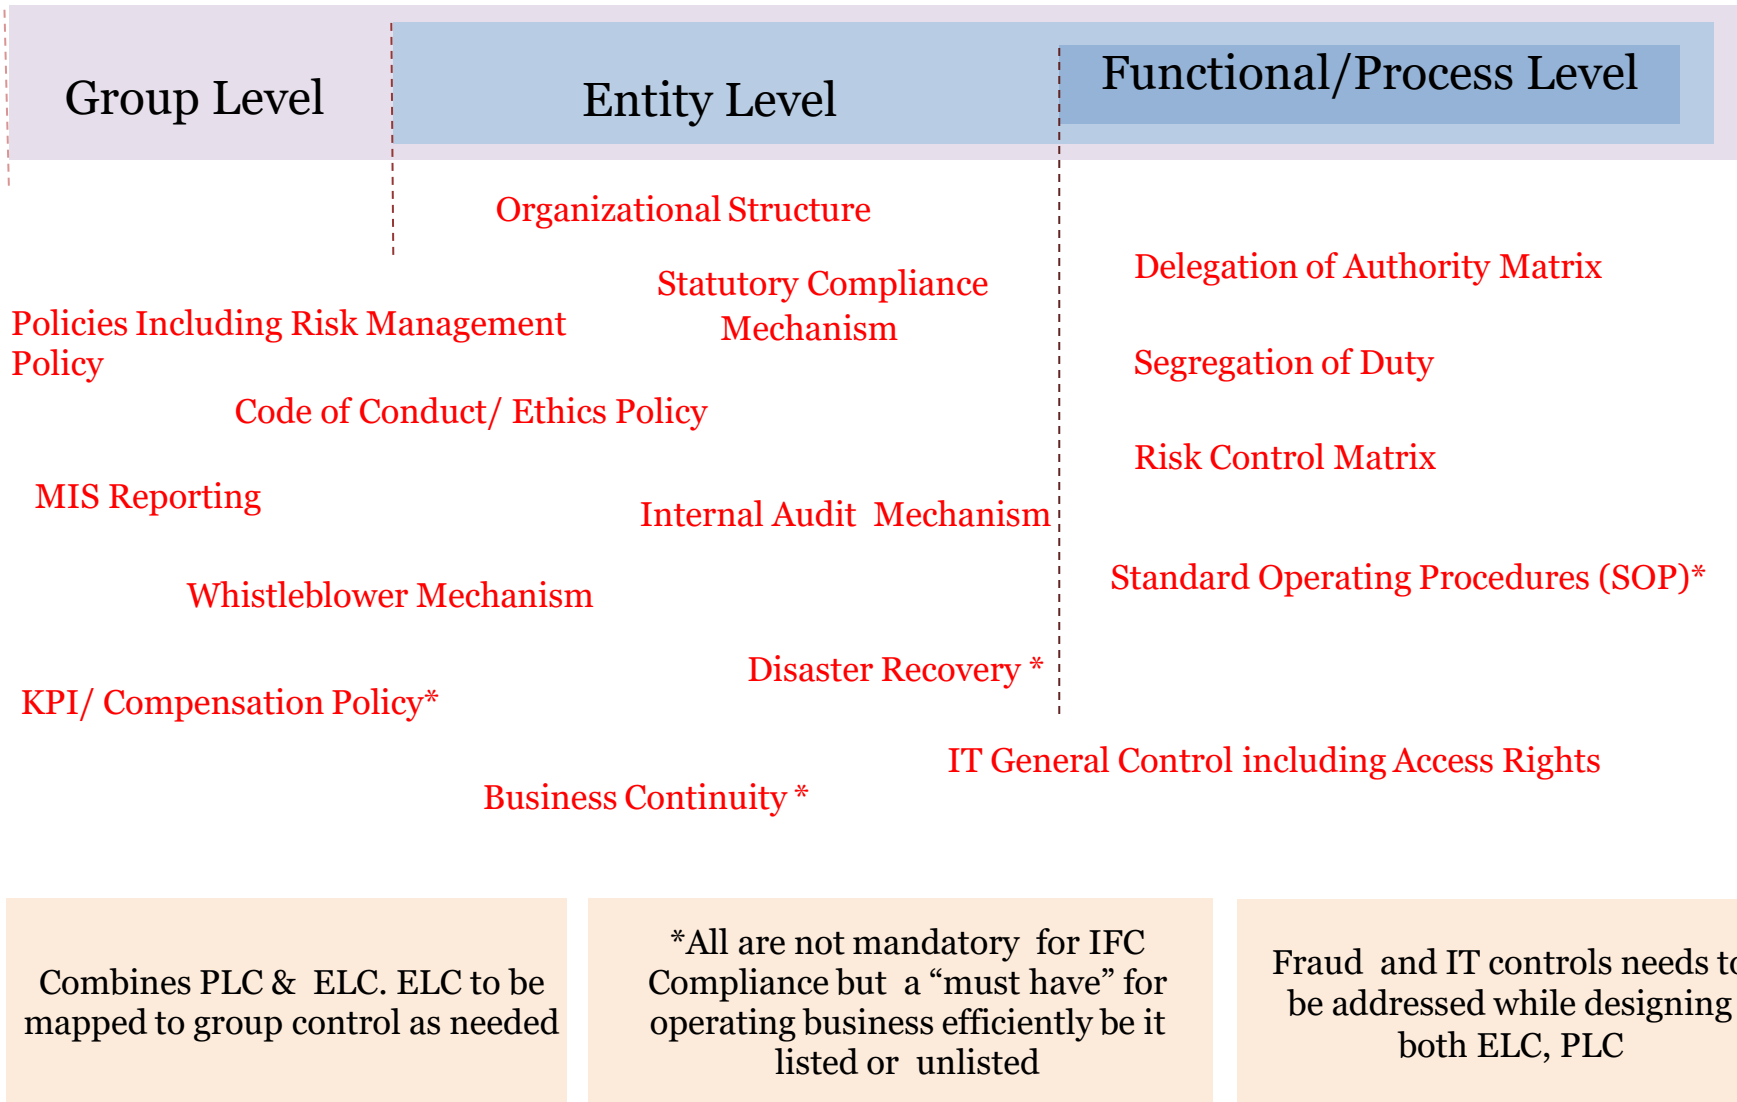 Group Level
Entity Level
Functional/Process Level
Organizational Structure
Statutory Compliance
Mechanism
Delegation of Authority Matrix
Policies Including Risk Management
Policy
Segregation of Duty
Code of Conduct/ Ethics Policy
Risk Control Matrix
MIS Reporting
Internal Audit Mechanism
Standard Operating Procedures (SOP)*
Whistleblower Mechanism
Disaster Recovery *
KPI/ Compensation Policy*
IT General Control including Access Rights
Business Continuity *
Combines PLC & ELC. ELC to be
mapped to group control as needed
*All are not mandatory for IFC
Compliance but a “must have” for
operating business efficiently be it
listed or unlisted
Fraud and IT controls needs to
be addressed while designing
both ELC, PLC